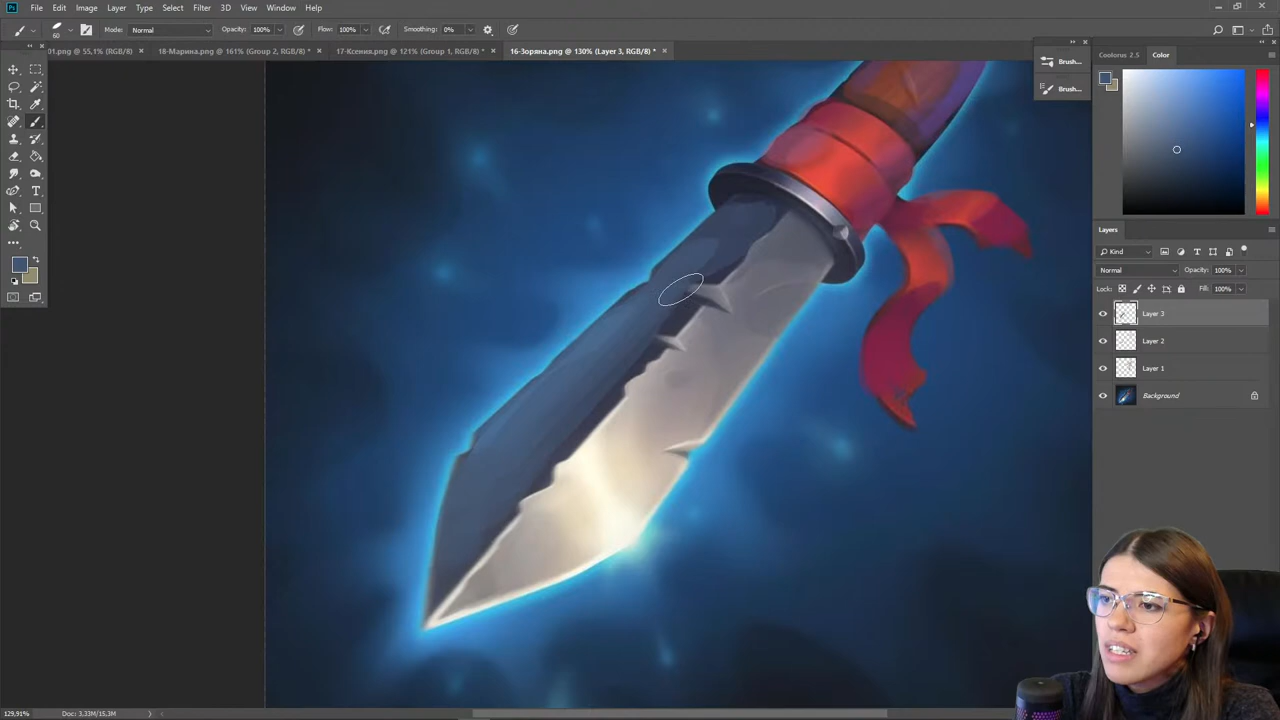 Ps File Edit Image Layer Type Select Filter 3D View Window Help
60 Mode: Normal Opacity: 100% Flow: 100% Smoothing: 0%
01.png @ 55,1% (RGB/8) × 18-Марина.png @ 161% (Group 2, RGB/8) * × 17-Ксения.png @ 121% (Group 1, RGB/8) * × 16-Зоряна.png @ 130% (Layer 3, RGB/8) * ×
Brush...
Brush...
Coolorus 2.5 Color
Layers
Kind
Normal Opacity: 100%
Lock: Fill: 100%
Layer 3
Layer 2
Layer 1
Background
129,91% Doc: 3,33M/15,3M